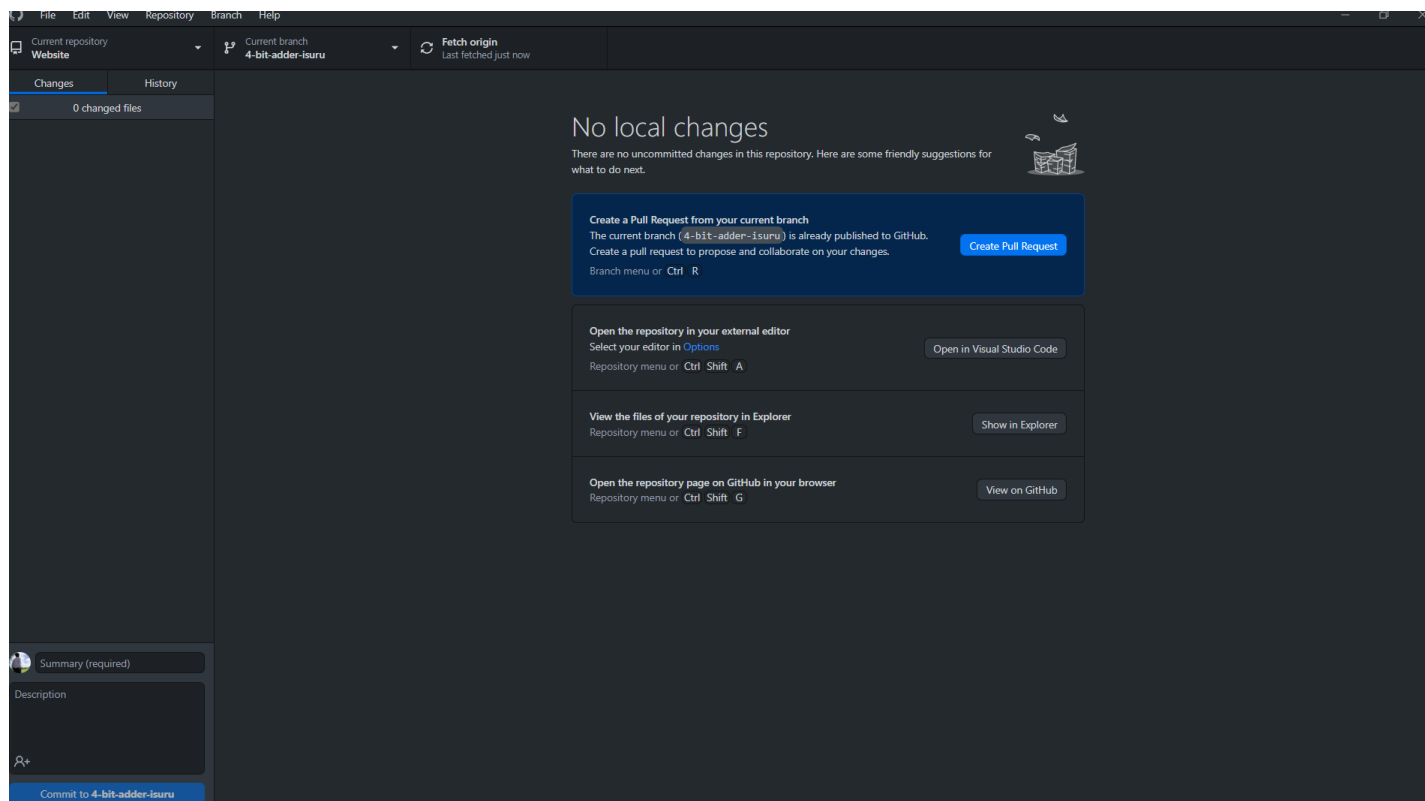 File Edit View Repository Branch Help
Current repository
Website
Current branch
4-bit-adder-isuru
Fetch origin
Last fetched just now
Changes History
0 changed files
No local changes
There are no uncommitted changes in this repository. Here are some friendly suggestions for
what to do next.
Create a Pull Request from your current branch
The current branch (4-bit-adder-isuru) is already published to GitHub.
Create a pull request to propose and collaborate on your changes.
Branch menu or Ctrl R
Create Pull Request
Open the repository in your external editor
Select your editor in Options
Repository menu or Ctrl Shift A
Open in Visual Studio Code
View the files of your repository in Explorer
Repository menu or Ctrl Shift F
Show in Explorer
Open the repository page on GitHub in your browser
Repository menu or Ctrl Shift G
View on GitHub
Summary (required)
Description
Commit to 4-bit-adder-isuru